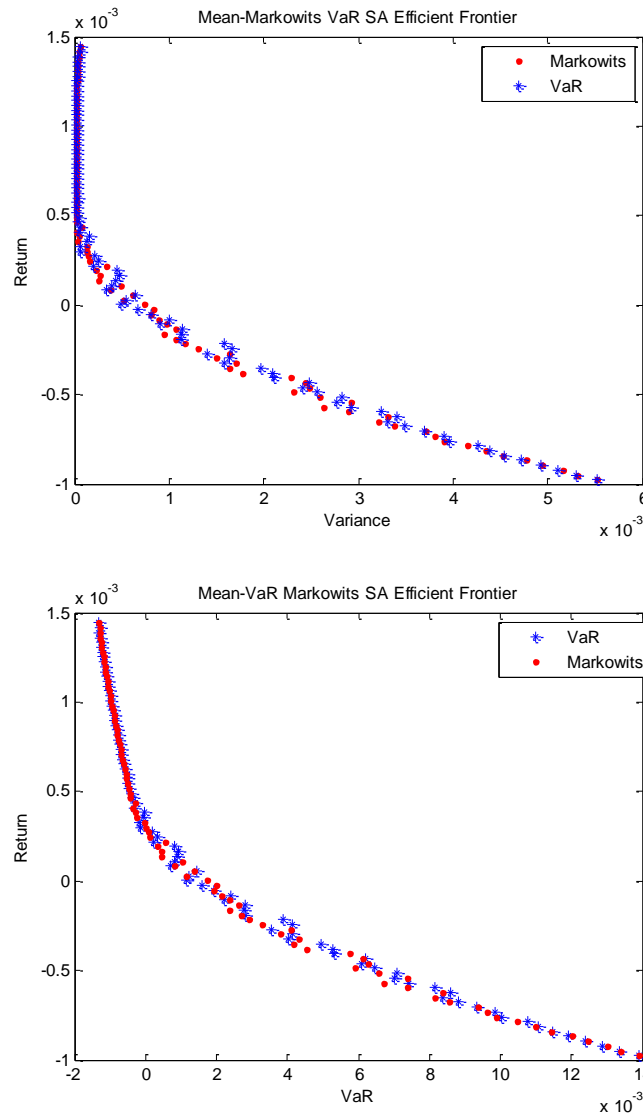 Mean-Markowits VaR SA Efficient Frontier
x 10^-3
1.5
1
0.5
0
-0.5
-1
Return
Markowits
VaR
0 1 2 3 4 5 6
Variance
x 10^-3
Mean-VaR Markowits SA Efficient Frontier
x 10^-3
1.5
1
0.5
0
-0.5
-1
Return
VaR
Markowits
-2 0 2 4 6 8 10 12 14
VaR
x 10^-3